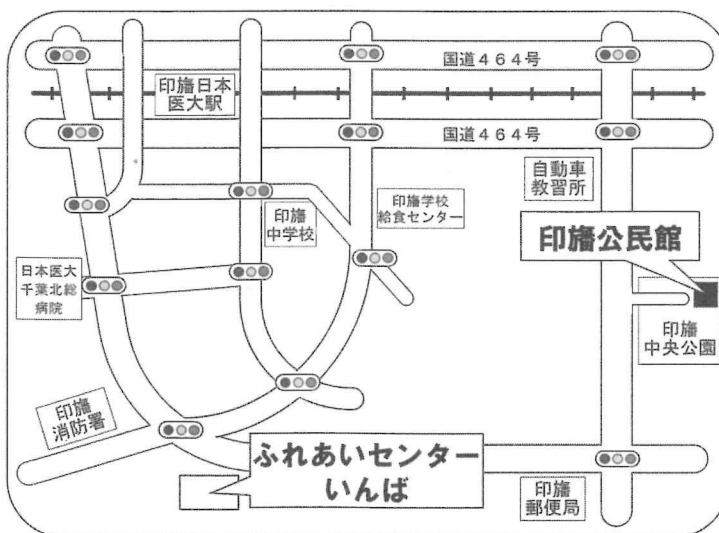 国道４６４号
印旛日本
医大駅
国道４６４号
自動車
教習所
印旛
中学校
印旛学校
給食センター
印旛公民館
日本医大
千葉北総
病院
印旛
中央公園
印旛
消防署
ふれあいセンター
いんば
印旛
郵便局